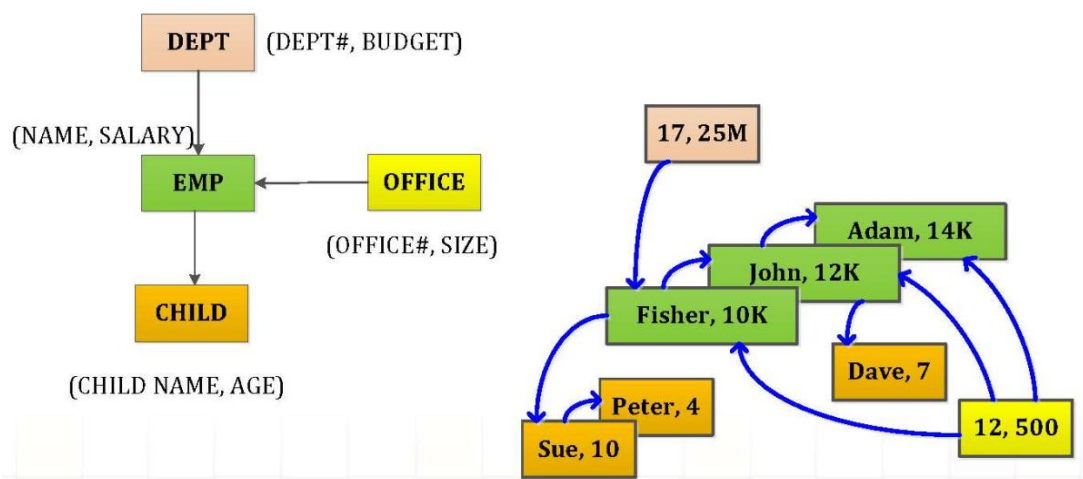 DEPT
(DEPT#, BUDGET)
(NAME, SALARY)
EMP
OFFICE
(OFFICE#, SIZE)
CHILD
(CHILD NAME, AGE)
17, 25M
Adam, 14K
John, 12K
Fisher, 10K
Dave, 7
Peter, 4
12, 500
Sue, 10